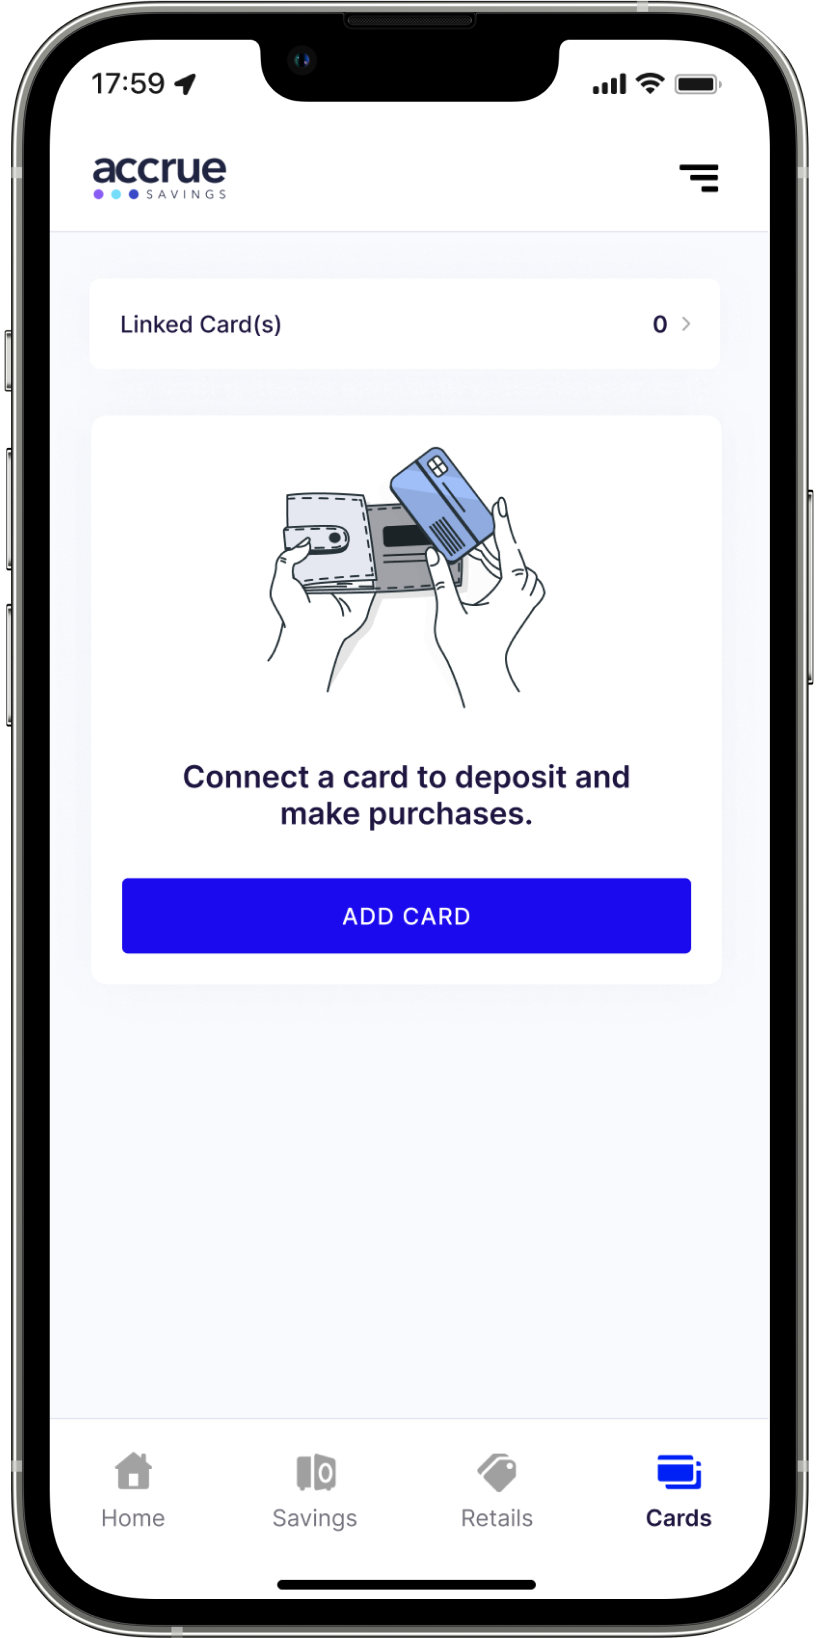 17:59
accrue
SAVINGS
Linked Card(s) 0
Connect a card to deposit and
make purchases.
ADD CARD
Home Savings Retails Cards